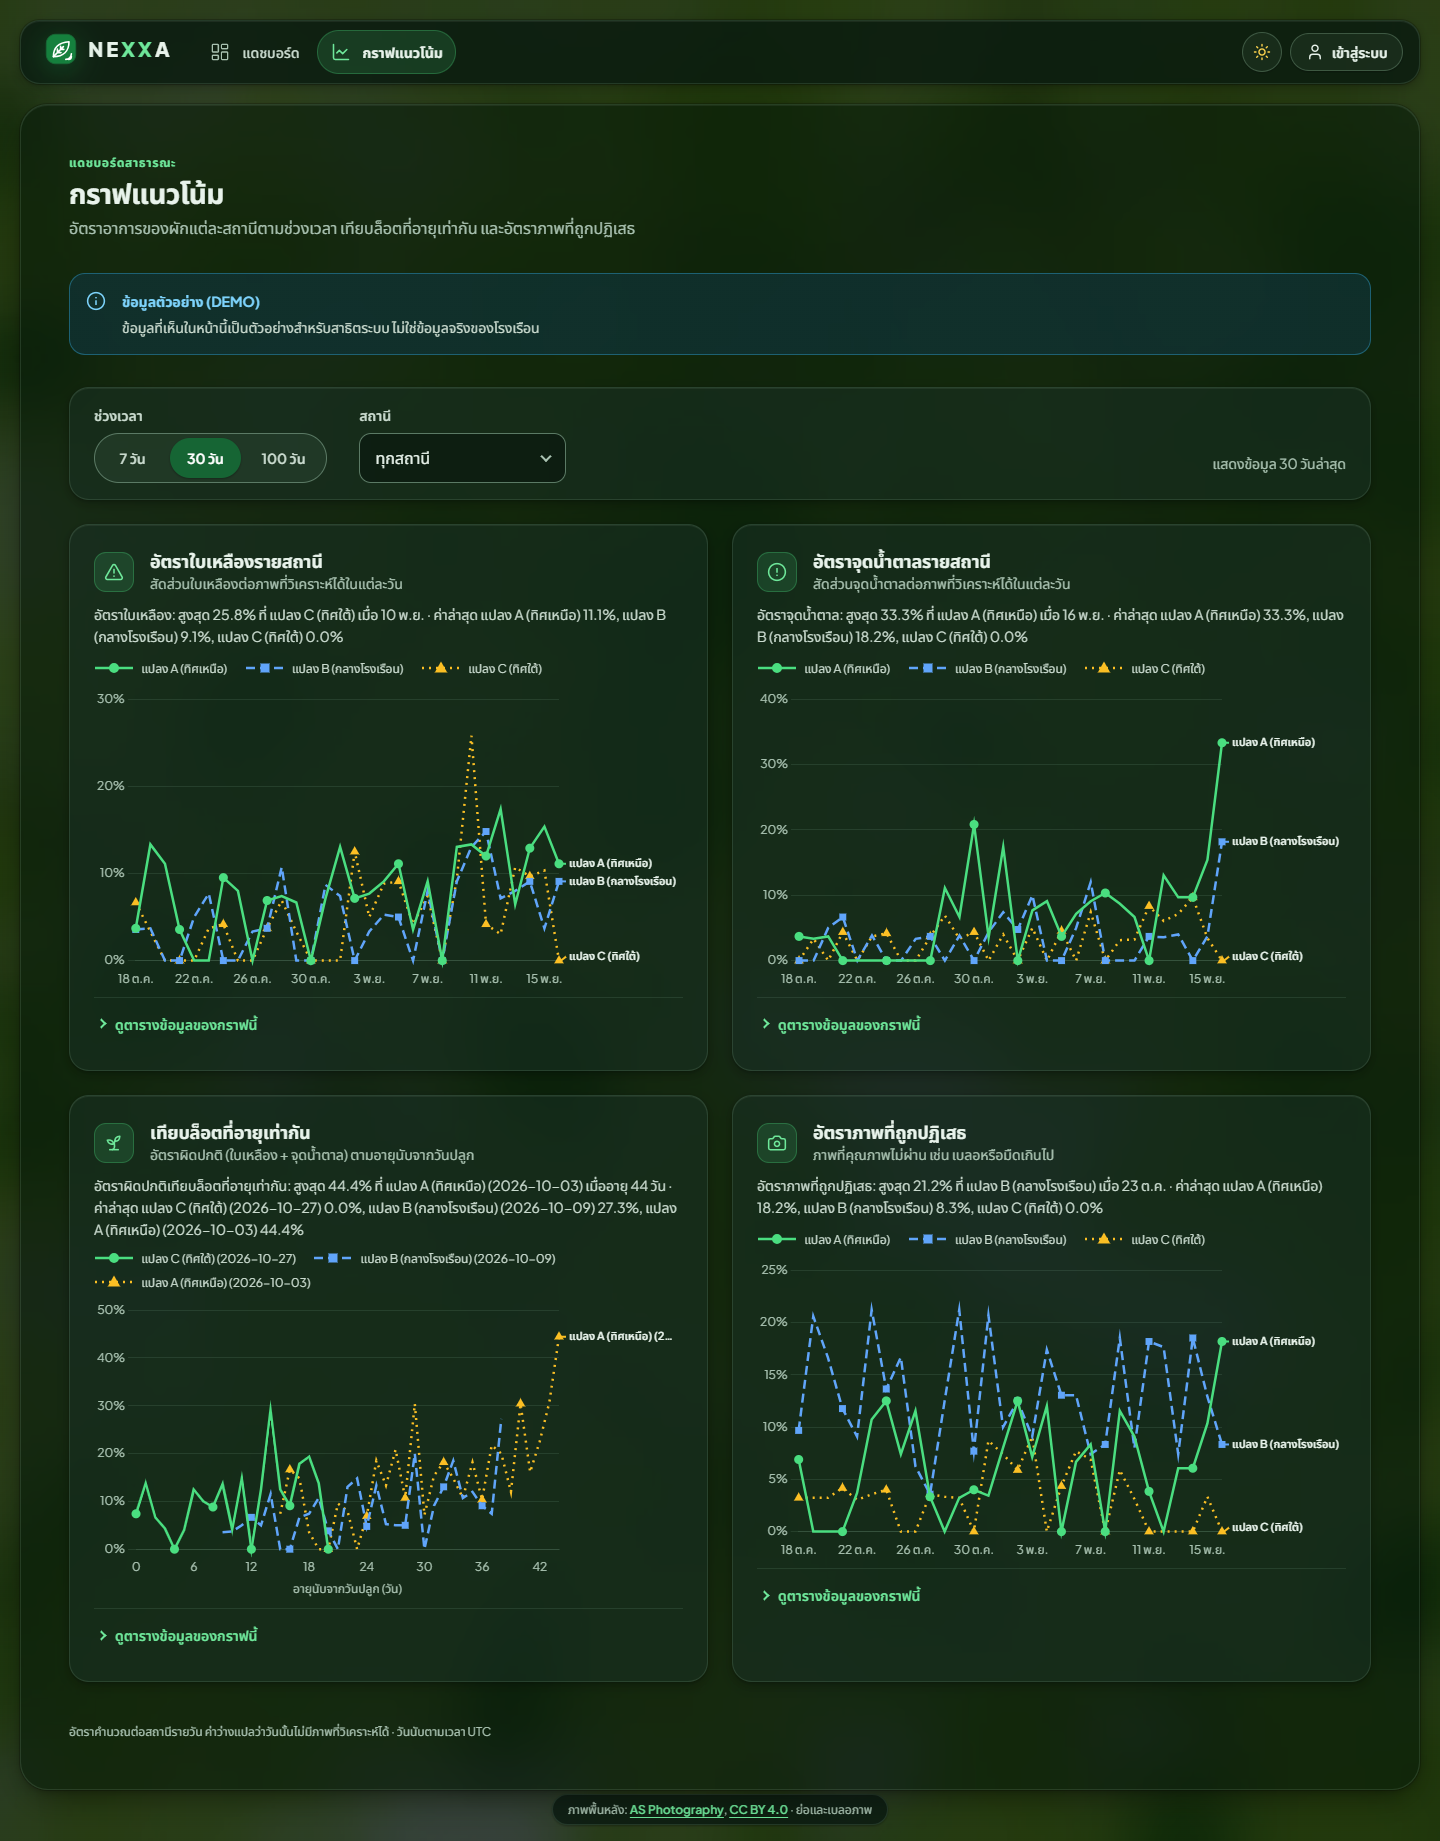 NEXXA
แดชบอร์ด
กราฟแนวโน้ม
เข้าสู่ระบบ
แดชบอร์ดสาธารณะ
กราฟแนวโน้ม
อัตราอาการของผักแต่ละสถานีตามช่วงเวลา เทียบล็อตที่อายุเท่ากัน และอัตราภาพที่ถูกปฏิเสธ
ข้อมูลตัวอย่าง (DEMO)
ข้อมูลที่เห็นในหน้านี้เป็นตัวอย่างสำหรับสาธิตระบบ ไม่ใช่ข้อมูลจริงของโรงเรือน
ช่วงเวลา
7 วัน 30 วัน 100 วัน
สถานี
ทุกสถานี
แสดงข้อมูล 30 วันล่าสุด
อัตราใบเหลืองรายสถานี
สัดส่วนใบเหลืองต่อภาพที่วิเคราะห์ได้ในแต่ละวัน
อัตราใบเหลือง: สูงสุด 25.8% ที่ แปลง C (ทิศใต้) เมื่อ 10 พ.ย. · ค่าล่าสุด แปลง A (ทิศเหนือ) 11.1%, แปลง B
(กลางโรงเรือน) 9.1%, แปลง C (ทิศใต้) 0.0%
แปลง A (ทิศเหนือ) แปลง B (กลางโรงเรือน) แปลง C (ทิศใต้)
30%
20%
10%
0%
แปลง A (ทิศเหนือ)
แปลง B (กลางโรงเรือน)
แปลง C (ทิศใต้)
18 ต.ค. 22 ต.ค. 26 ต.ค. 30 ต.ค. 3 พ.ย. 7 พ.ย. 11 พ.ย. 15 พ.ย.
ดูตารางข้อมูลของกราฟนี้
อัตราจุดน้ำตาลรายสถานี
สัดส่วนจุดน้ำตาลต่อภาพที่วิเคราะห์ได้ในแต่ละวัน
อัตราจุดน้ำตาล: สูงสุด 33.3% ที่ แปลง A (ทิศเหนือ) เมื่อ 16 พ.ย. · ค่าล่าสุด แปลง A (ทิศเหนือ) 33.3%, แปลง
B (กลางโรงเรือน) 18.2%, แปลง C (ทิศใต้) 0.0%
แปลง A (ทิศเหนือ) แปลง B (กลางโรงเรือน) แปลง C (ทิศใต้)
40%
30%
20%
10%
0%
แปลง A (ทิศเหนือ)
แปลง B (กลางโรงเรือน)
แปลง C (ทิศใต้)
18 ต.ค. 22 ต.ค. 26 ต.ค. 30 ต.ค. 3 พ.ย. 7 พ.ย. 11 พ.ย. 15 พ.ย.
ดูตารางข้อมูลของกราฟนี้
เทียบล็อตที่อายุเท่ากัน
อัตราผิดปกติ (ใบเหลือง + จุดน้ำตาล) ตามอายุนับจากวันปลูก
อัตราผิดปกติเทียบล็อตที่อายุเท่ากัน: สูงสุด 44.4% ที่ แปลง A (ทิศเหนือ) (2026-10-03) เมื่ออายุ 44 วัน ·
ค่าล่าสุด แปลง C (ทิศใต้) (2026-10-27) 0.0%, แปลง B (กลางโรงเรือน) (2026-10-09) 27.3%, แปลง
A (ทิศเหนือ) (2026-10-03) 44.4%
แปลง C (ทิศใต้) (2026-10-27) แปลง B (กลางโรงเรือน) (2026-10-09)
แปลง A (ทิศเหนือ) (2026-10-03)
50%
40%
30%
20%
10%
0%
แปลง A (ทิศเหนือ) (2...
0 6 12 18 24 30 36 42
อายุนับจากวันปลูก (วัน)
ดูตารางข้อมูลของกราฟนี้
อัตราภาพที่ถูกปฏิเสธ
ภาพที่คุณภาพไม่ผ่าน เช่น เบลอหรือมืดเกินไป
อัตราภาพที่ถูกปฏิเสธ: สูงสุด 21.2% ที่ แปลง B (กลางโรงเรือน) เมื่อ 23 ต.ค. · ค่าล่าสุด แปลง A (ทิศเหนือ)
18.2%, แปลง B (กลางโรงเรือน) 8.3%, แปลง C (ทิศใต้) 0.0%
แปลง A (ทิศเหนือ) แปลง B (กลางโรงเรือน) แปลง C (ทิศใต้)
25%
20%
15%
10%
5%
0%
แปลง A (ทิศเหนือ)
แปลง B (กลางโรงเรือน)
แปลง C (ทิศใต้)
18 ต.ค. 22 ต.ค. 26 ต.ค. 30 ต.ค. 3 พ.ย. 7 พ.ย. 11 พ.ย. 15 พ.ย.
ดูตารางข้อมูลของกราฟนี้
อัตราคำนวณต่อสถานีรายวัน ค่าว่างแปลว่าวันนั้นไม่มีภาพที่วิเคราะห์ได้ · วันนับตามเวลา UTC
ภาพพื้นหลัง: AS Photography, CC BY 4.0 · ย่อและเบลอภาพ